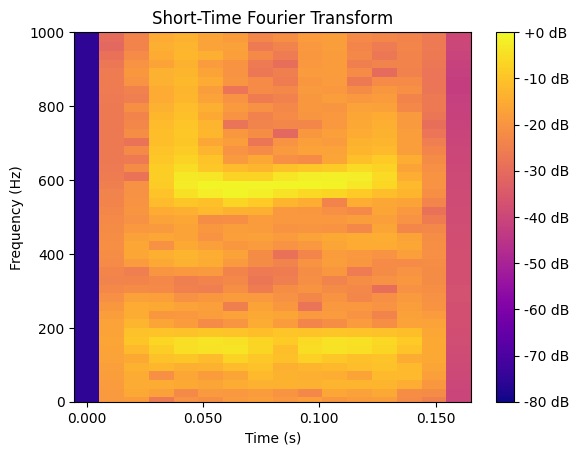 Short-Time Fourier Transform
1000
800
600
400
200
0
Frequency (Hz)
0.000
0.050
0.100
0.150
Time (s)
+0 dB
-10 dB
-20 dB
-30 dB
-40 dB
-50 dB
-60 dB
-70 dB
-80 dB